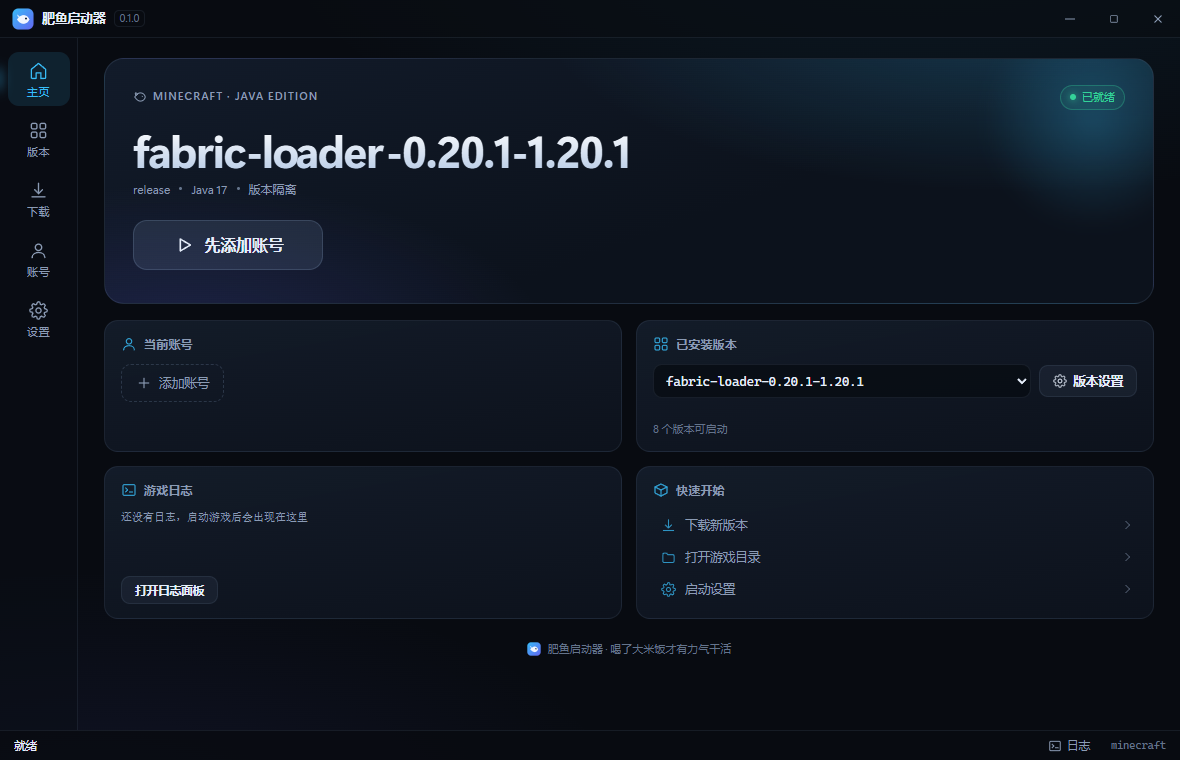 肥鱼启动器 0.1.0
主页
版本
下载
账号
设置
MINECRAFT · JAVA EDITION
已就绪
fabric-loader-0.20.1-1.20.1
release • Java 17 • 版本隔离
先添加账号
当前账号
添加账号
已安装版本
fabric-loader-0.20.1-1.20.1
版本设置
8 个版本可启动
游戏日志
还没有日志，启动游戏后会出现在这里
打开日志面板
快速开始
下载新版本
打开游戏目录
启动设置
肥鱼启动器 · 喝了大米饭才有力气干活
就绪
日志 minecraft